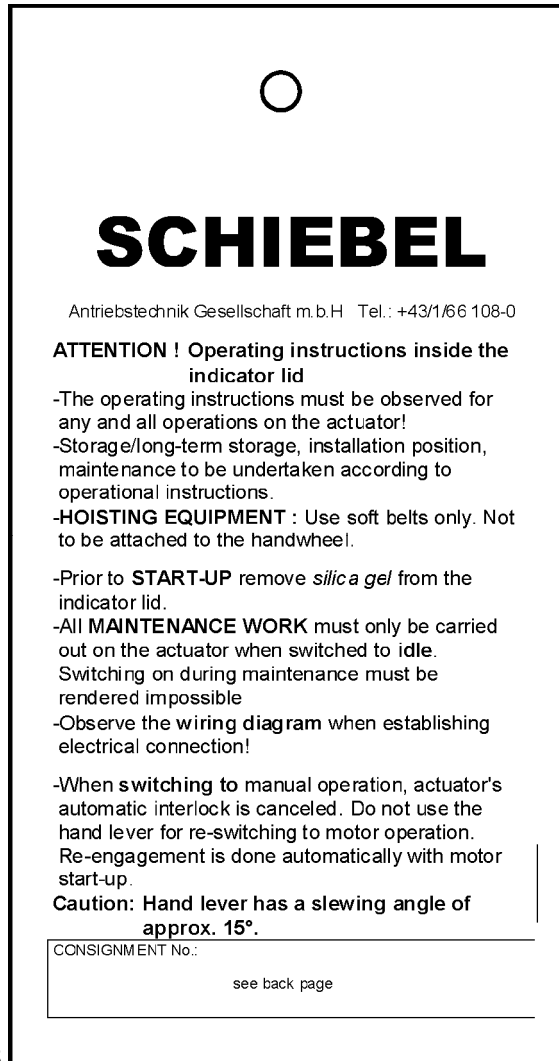 SCHIEBEL
Antriebstechnik Gesellschaft m.b.H Tel.: +43/1/66 108-0
ATTENTION ! Operating instructions inside the
indicator lid
-The operating instructions must be observed for
any and all operations on the actuator!
-Storage/long-term storage, installation position,
maintenance to be undertaken according to
operational instructions.
-HOISTING EQUIPMENT : Use soft belts only. Not
to be attached to the handwheel.
-Prior to START-UP remove silica gel from the
indicator lid.
-All MAINTENANCE WORK must only be carried
out on the actuator when switched to idle.
Switching on during maintenance must be
rendered impossible
-Observe the wiring diagram when establishing
electrical connection!
-When switching to manual operation, actuator's
automatic interlock is canceled. Do not use the
hand lever for re-switching to motor operation.
Re-engagement is done automatically with motor
start-up.
Caution: Hand lever has a slewing angle of
approx. 15°.
CONSIGNMENT No.:
see back page